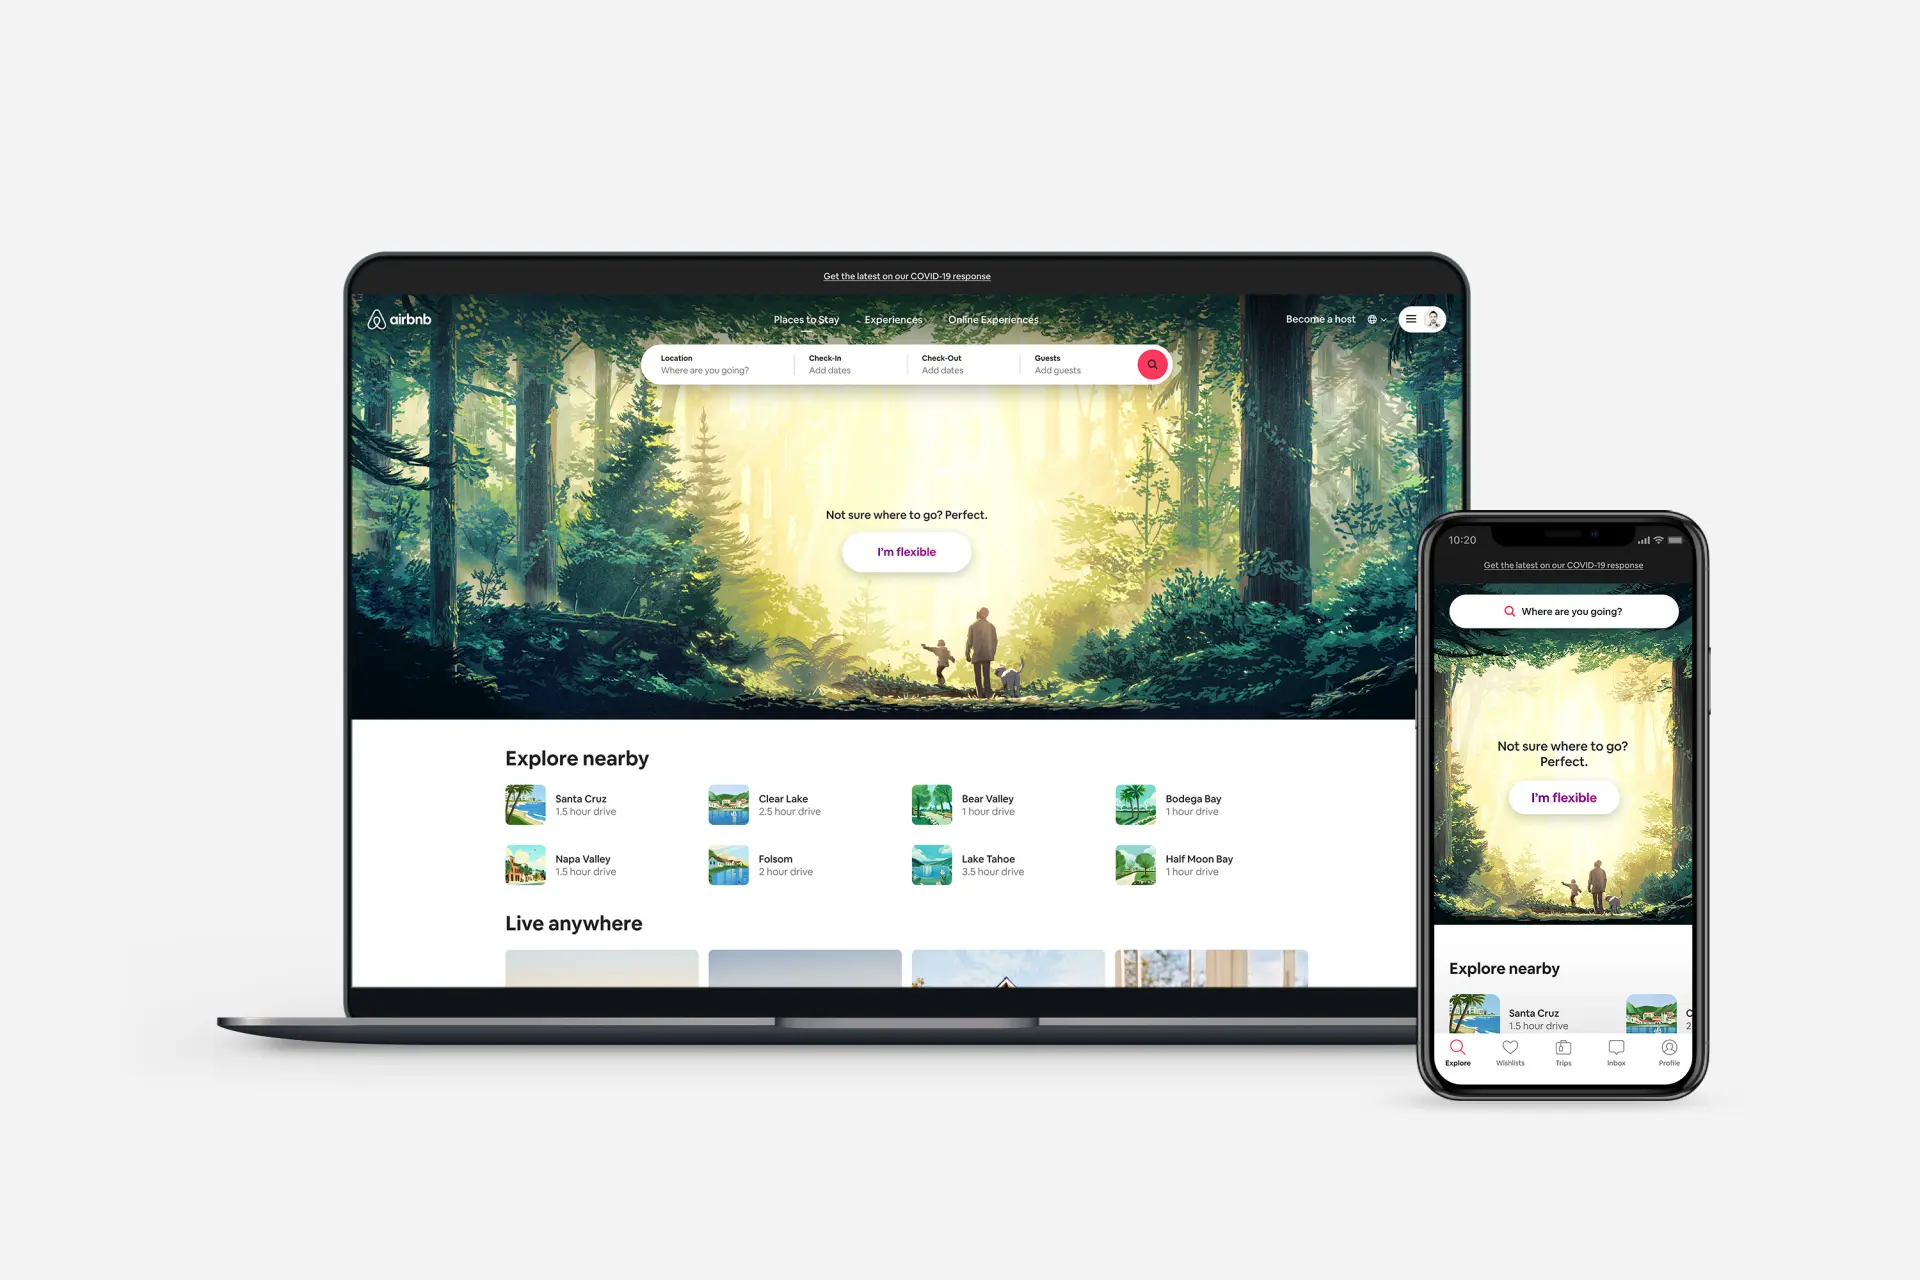 Get the latest on our COVID-19 response
airbnb
Places to Stay
Experiences
Online Experiences
Become a host
Location
Where are you going?
Check-In
Add dates
Check-Out
Add dates
Guests
Add guests
Not sure where to go? Perfect.
I'm flexible
Explore nearby
Santa Cruz
1.5 hour drive
Clear Lake
2.5 hour drive
Bear Valley
1 hour drive
Bodega Bay
1 hour drive
Napa Valley
1.5 hour drive
Folsom
2 hour drive
Lake Tahoe
3.5 hour drive
Half Moon Bay
1 hour drive
Live anywhere
10:20
Get the latest on our COVID-19 response
Where are you going?
Not sure where to go?
Perfect.
I'm flexible
Explore nearby
Santa Cruz
1.5 hour drive
C
2
Explore
Wishlists
Trips
Inbox
Profile